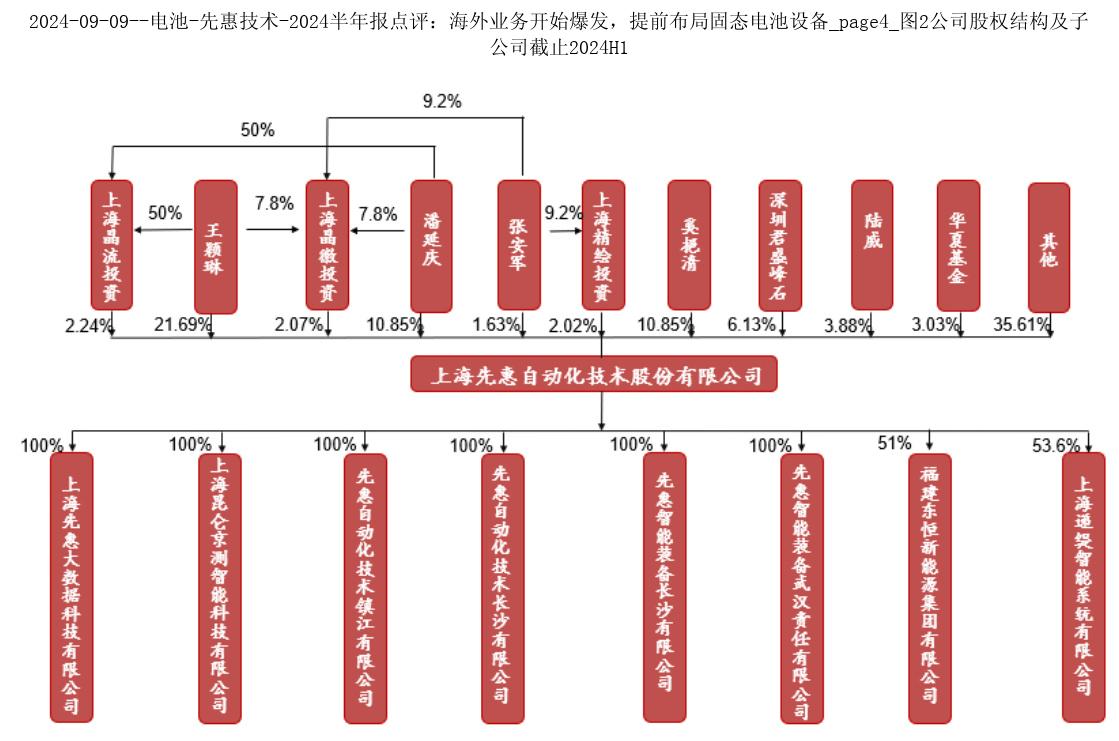 2024-09-09--电池-先惠技术-2024半年报点评：海外业务开始爆发，提前布局固态电池设备_page4_图2公司股权结构及子
公司截止2024H1
9.2%
50%
上海晶流投资
50%
王颖琳
7.8%
上海晶徽投资
7.8%
潘延庆
张安军
9.2%
上海精绘投资
奚挹清
深圳君盛峰石
陆威
华夏基金
其他
2.24%
21.69%
2.07%
10.85%
1.63%
2.02%
10.85%
6.13%
3.88%
3.03%
35.61%
上海先惠自动化技术股份有限公司
100%
100%
100%
100%
100%
100%
51%
53.6%
上海先惠大数据科技有限公司
上海昆仑京测智能科技有限公司
先惠自动化技术镇江有限公司
先惠自动化技术长沙有限公司
先惠智能装备长沙有限公司
先惠智能装备武汉责任有限公司
福建东恒新能源集团有限公司
上海递缇智能系统有限公司